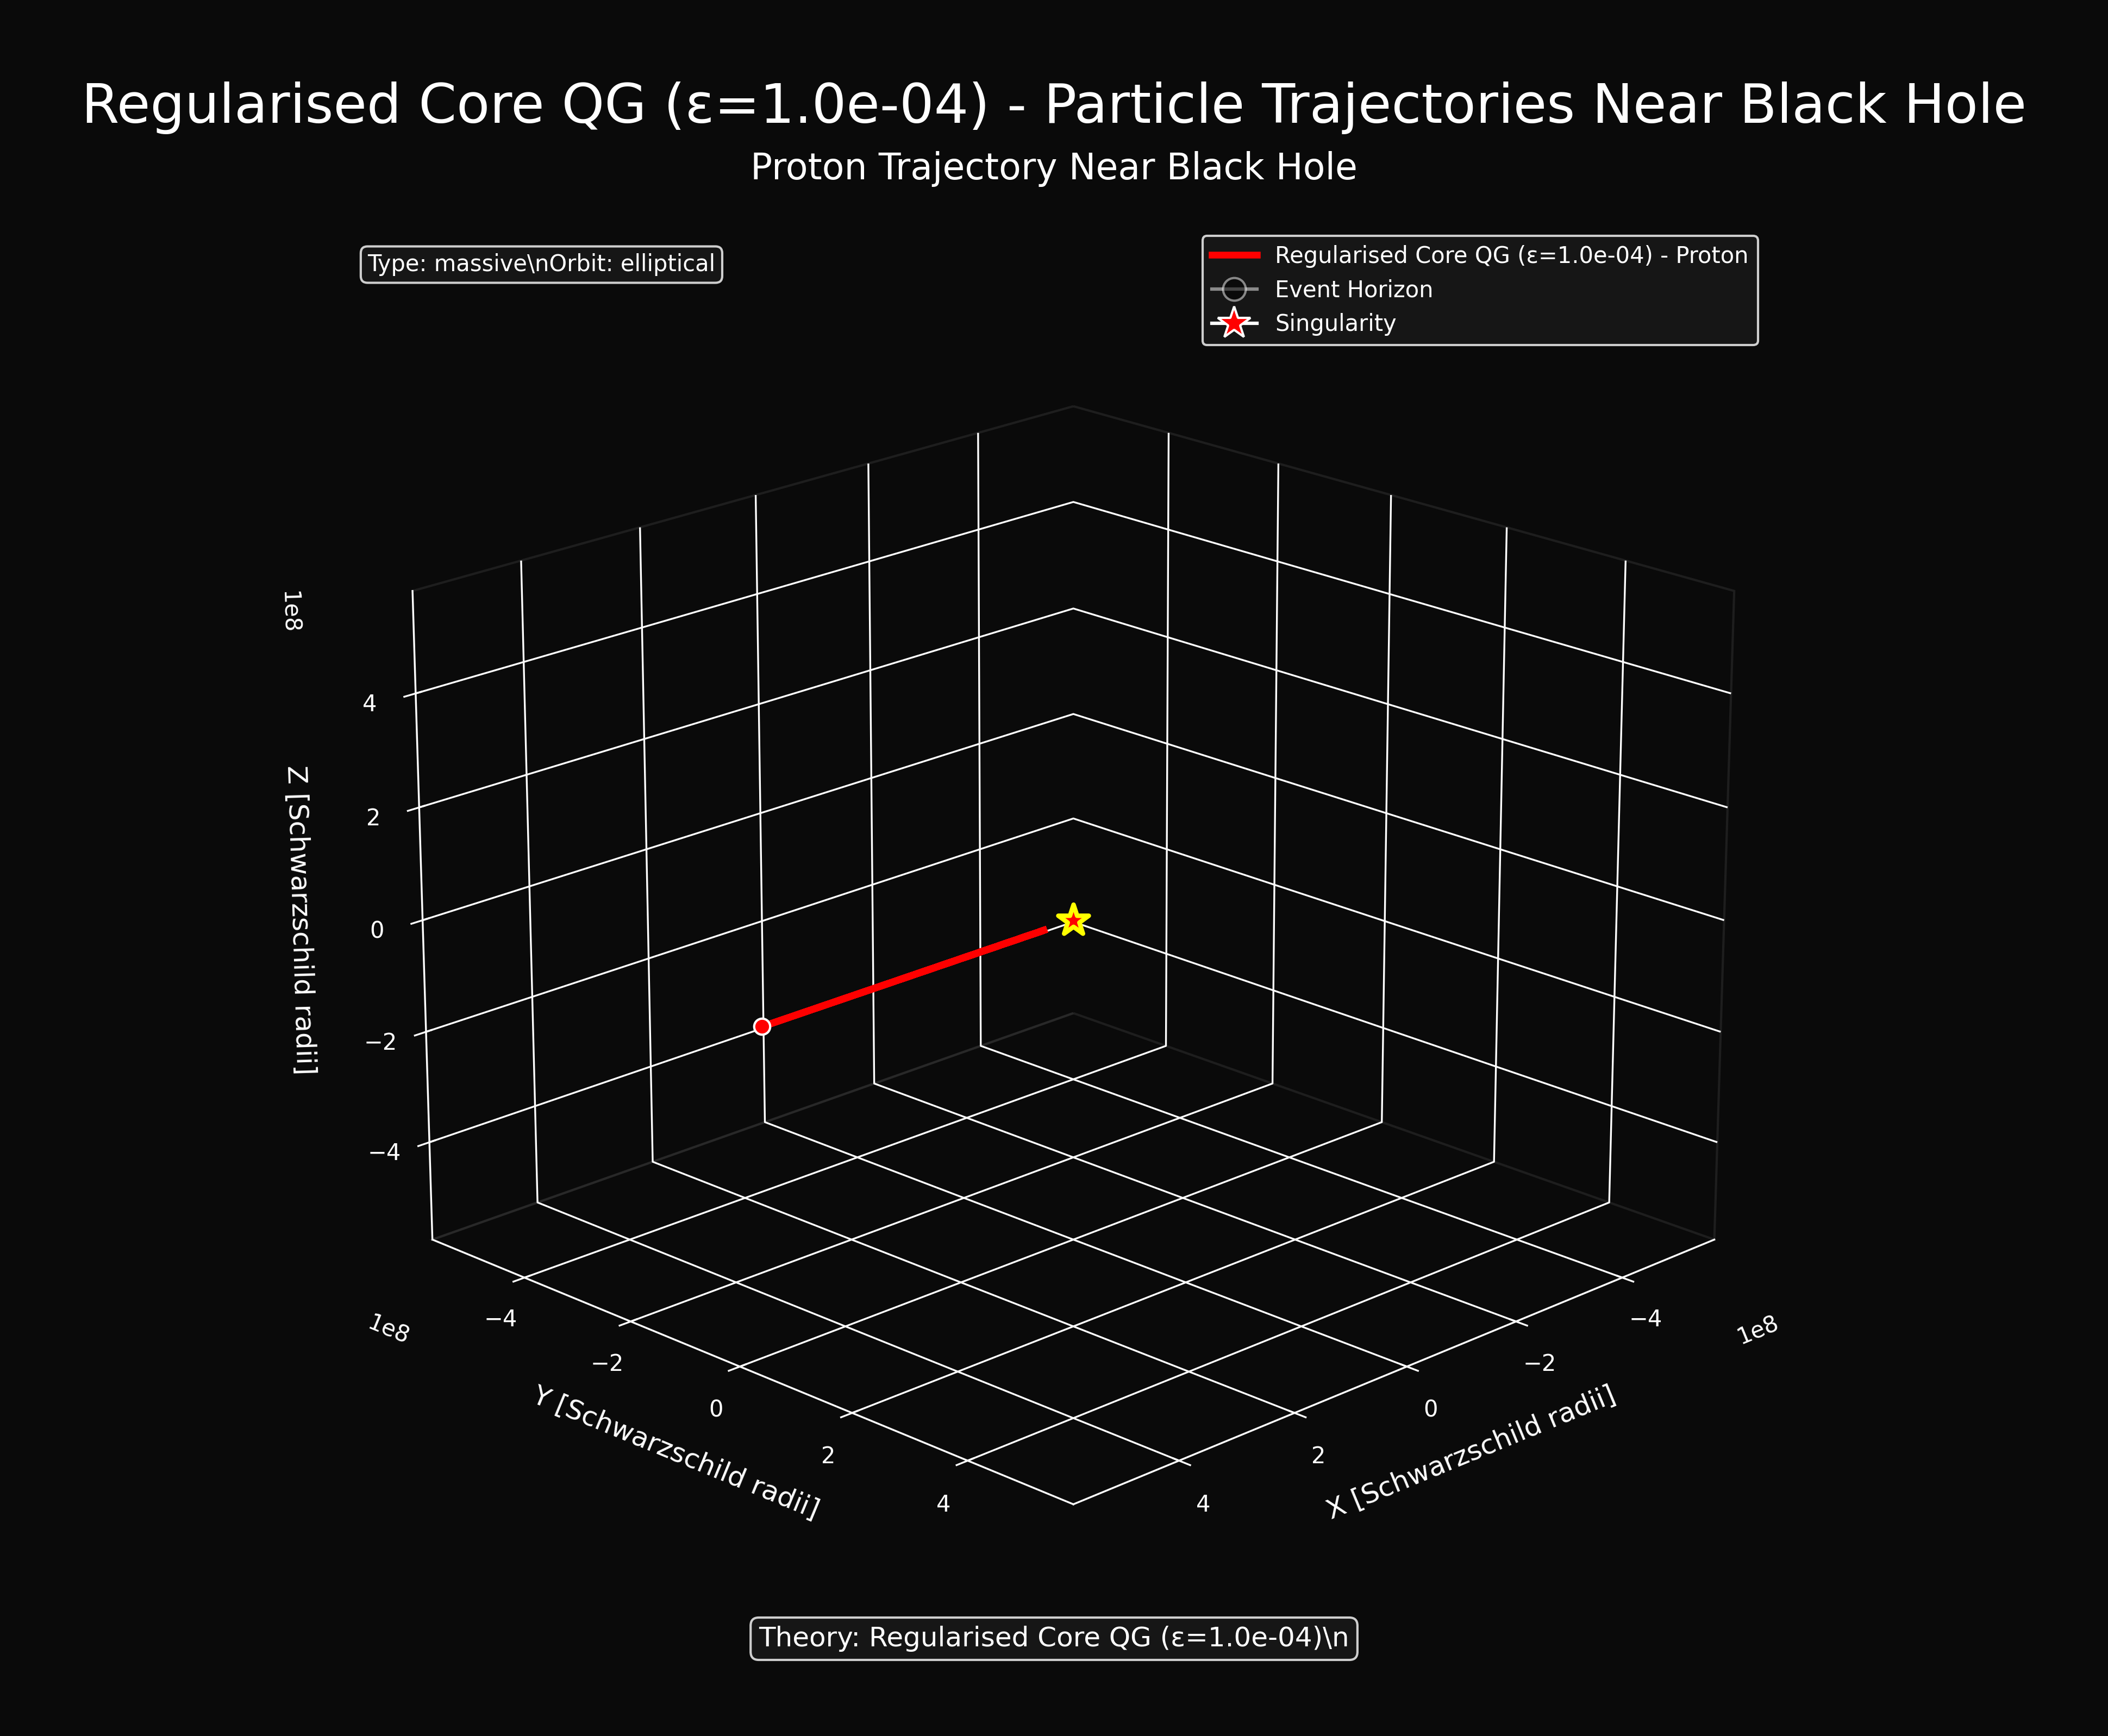 Regularised Core QG (ε=1.0e-04) - Particle Trajectories Near Black Hole
Proton Trajectory Near Black Hole
Type: massive\nOrbit: elliptical
Regularised Core QG (ε=1.0e-04) - Proton
Event Horizon
Singularity
1e8
4
2
0
−2
−4
Z [Schwarzschild radii]
1e8
−4
−2
0
2
4
Y [Schwarzschild radii]
1e8
−4
−2
0
2
4
X [Schwarzschild radii]
Theory: Regularised Core QG (ε=1.0e-04)\n